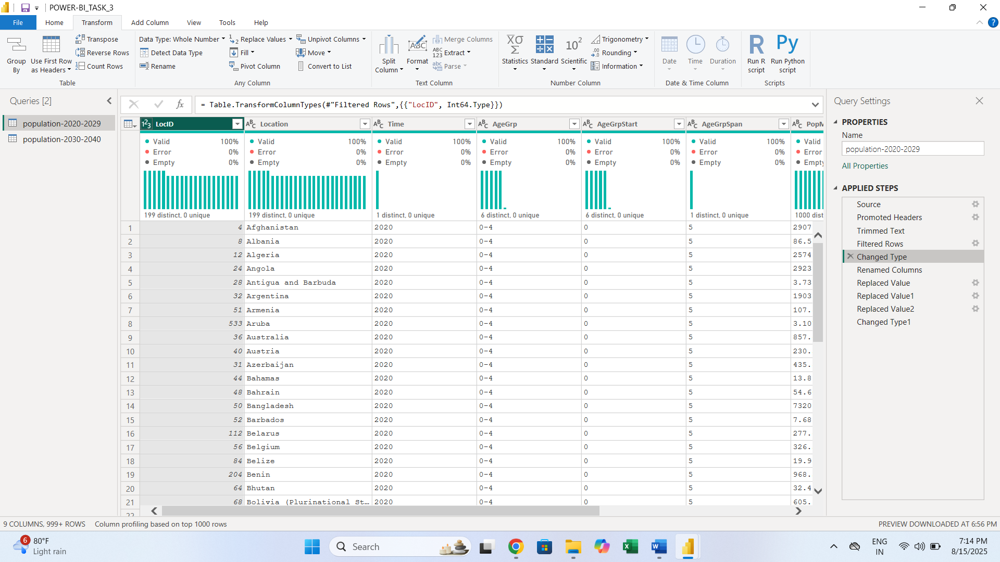 POWER-BI_TASK_3
File Home Transform Add Column View Tools Help
Group By
Use First Row as Headers
Transpose
Reverse Rows
Count Rows
Table
Data Type: Whole Number
Detect Data Type
Rename
Replace Values
Fill
Pivot Column
Unpivot Columns
Move
Convert to List
Any Column
Split Column
Format
Merge Columns
Extract
Parse
Text Column
Statistics
Standard
Scientific
Trigonometry
Rounding
Information
Number Column
Date
Time
Duration
Date & Time Column
Run R script
Run Python script
Scripts
Queries [2]
population-2020-2029
population-2030-2040
= Table.TransformColumnTypes(#"Filtered Rows",{{"LocID", Int64.Type}})
LocID Location Time AgeGrp AgeGrpStart AgeGrpSpan PopM
Valid 100% Valid 100% Valid 100% Valid 100% Valid 100% Valid 100% Valid
Error 0% Error 0% Error 0% Error 0% Error 0% Error 0% Error
Empty 0% Empty 0% Empty 0% Empty 0% Empty 0% Empty 0% Empty
199 distinct, 0 unique 199 distinct, 0 unique 1 distinct, 0 unique 6 distinct, 0 unique 6 distinct, 0 unique 1 distinct, 0 unique 1000 dist
1 4 Afghanistan 2020 0-4 0 5 2907
2 8 Albania 2020 0-4 0 5 86.5
3 12 Algeria 2020 0-4 0 5 2574
4 24 Angola 2020 0-4 0 5 2923
5 28 Antigua and Barbuda 2020 0-4 0 5 3.73
6 32 Argentina 2020 0-4 0 5 1903
7 51 Armenia 2020 0-4 0 5 107.
8 533 Aruba 2020 0-4 0 5 3.10
9 36 Australia 2020 0-4 0 5 857.
10 40 Austria 2020 0-4 0 5 230.
11 31 Azerbaijan 2020 0-4 0 5 435.
12 44 Bahamas 2020 0-4 0 5 13.8
13 48 Bahrain 2020 0-4 0 5 54.6
14 50 Bangladesh 2020 0-4 0 5 7320
15 52 Barbados 2020 0-4 0 5 7.68
16 112 Belarus 2020 0-4 0 5 277.
17 56 Belgium 2020 0-4 0 5 326.
18 84 Belize 2020 0-4 0 5 19.9
19 204 Benin 2020 0-4 0 5 968.
20 64 Bhutan 2020 0-4 0 5 32.4
21 68 Bolivia (Plurinational St... 2020 0-4 0 5 605.
22
Query Settings
PROPERTIES
Name
population-2020-2029
All Properties
APPLIED STEPS
Source
Promoted Headers
Trimmed Text
Filtered Rows
Changed Type
Renamed Columns
Replaced Value
Replaced Value1
Replaced Value2
Changed Type1
9 COLUMNS, 999+ ROWS Column profiling based on top 1000 rows PREVIEW DOWNLOADED AT 6:56 PM
6
80°F
Light rain
Search
ENG
IN
7:14 PM
8/15/2025